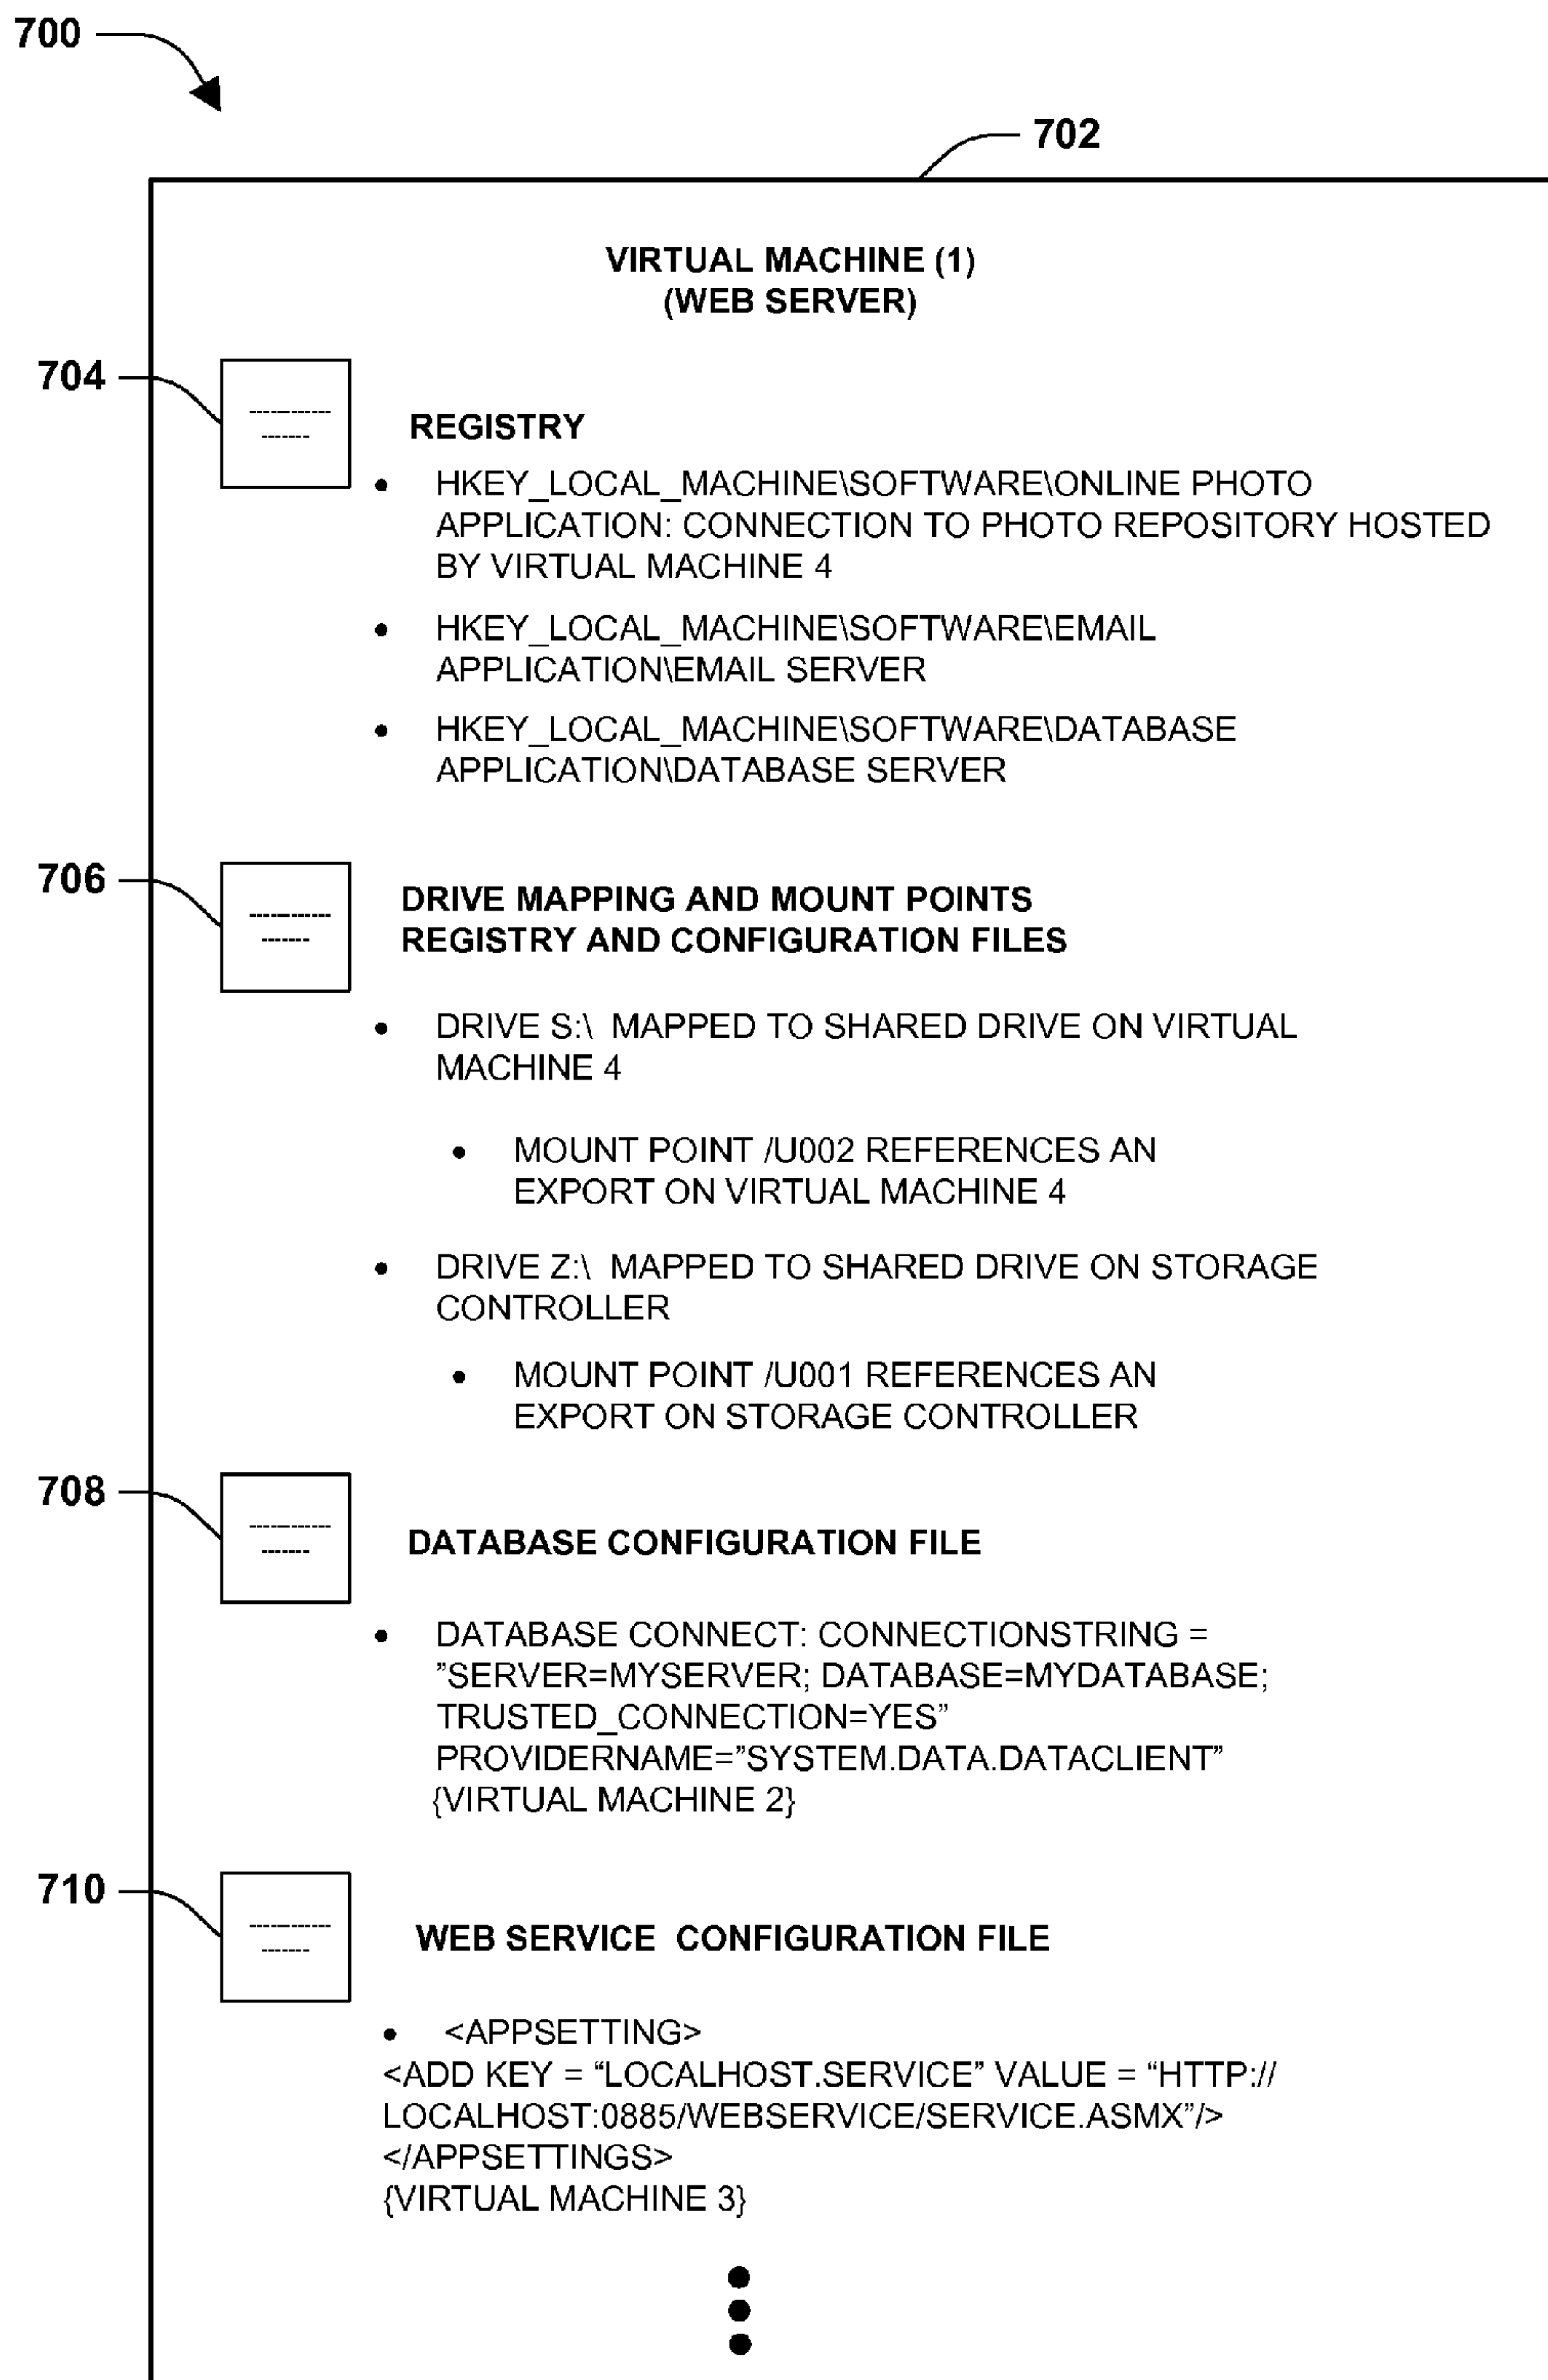 700
702
VIRTUAL MACHINE (1)
(WEB SERVER)
704
REGISTRY
• HKEY_LOCAL_MACHINE\SOFTWARE\ONLINE PHOTO
APPLICATION: CONNECTION TO PHOTO REPOSITORY HOSTED
BY VIRTUAL MACHINE 4
• HKEY_LOCAL_MACHINE\SOFTWARE\EMAIL
APPLICATION\EMAIL SERVER
• HKEY_LOCAL_MACHINE\SOFTWARE\DATABASE
APPLICATION\DATABASE SERVER
706
DRIVE MAPPING AND MOUNT POINTS
REGISTRY AND CONFIGURATION FILES
• DRIVE S:\ MAPPED TO SHARED DRIVE ON VIRTUAL
MACHINE 4
• MOUNT POINT /U002 REFERENCES AN
EXPORT ON VIRTUAL MACHINE 4
• DRIVE Z:\ MAPPED TO SHARED DRIVE ON STORAGE
CONTROLLER
• MOUNT POINT /U001 REFERENCES AN
EXPORT ON STORAGE CONTROLLER
708
DATABASE CONFIGURATION FILE
• DATABASE CONNECT: CONNECTIONSTRING =
”SERVER=MYSERVER; DATABASE=MYDATABASE;
TRUSTED_CONNECTION=YES”
PROVIDERNAME=”SYSTEM.DATA.DATACLIENT”
{VIRTUAL MACHINE 2}
710
WEB SERVICE  CONFIGURATION FILE
• <APPSETTING>
<ADD KEY = “LOCALHOST.SERVICE” VALUE = “HTTP://
LOCALHOST:0885/WEBSERVICE/SERVICE.ASMX”/>
</APPSETTINGS>
{VIRTUAL MACHINE 3}